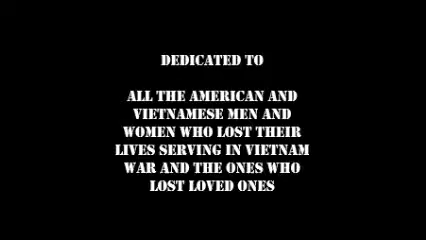 DEDICATED TO
ALL THE AMERICAN AND
VIETNAMESE MEN AND
WOMEN WHO LOST THEIR
LIVES SERVING IN VIETNAM
WAR AND THE ONES WHO
LOST LOVED ONES